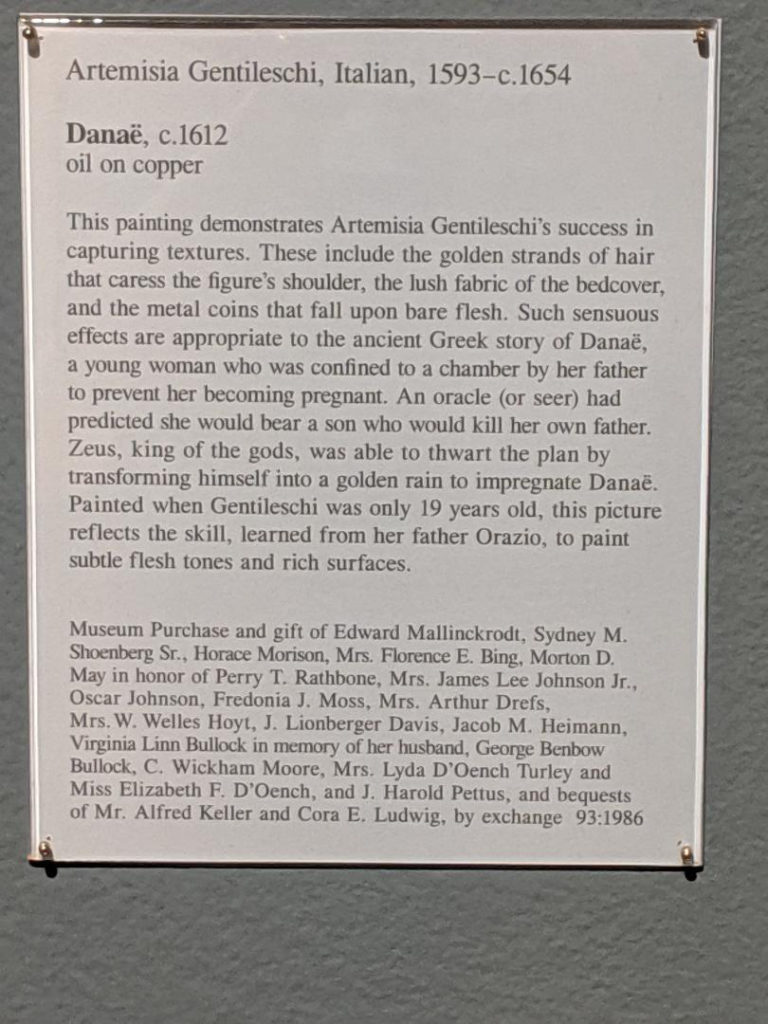 Artemisia Gentileschi, Italian, 1593–c.1654
Danaë, c.1612
oil on copper
This painting demonstrates Artemisia Gentileschi's success in
capturing textures. These include the golden strands of hair
that caress the figure's shoulder, the lush fabric of the bedcover,
and the metal coins that fall upon bare flesh. Such sensuous
effects are appropriate to the ancient Greek story of Danaë,
a young woman who was confined to a chamber by her father
to prevent her becoming pregnant. An oracle (or seer) had
predicted she would bear a son who would kill her own father.
Zeus, king of the gods, was able to thwart the plan by
transforming himself into a golden rain to impregnate Danaë.
Painted when Gentileschi was only 19 years old, this picture
reflects the skill, learned from her father Orazio, to paint
subtle flesh tones and rich surfaces.
Museum Purchase and gift of Edward Mallinckrodt, Sydney M.
Shoenberg Sr., Horace Morison, Mrs. Florence E. Bing, Morton D.
May in honor of Perry T. Rathbone, Mrs. James Lee Johnson Jr.,
Oscar Johnson, Fredonia J. Moss, Mrs. Arthur Drefs,
Mrs. W. Welles Hoyt, J. Lionberger Davis, Jacob M. Heimann,
Virginia Linn Bullock in memory of her husband, George Benbow
Bullock, C. Wickham Moore, Mrs. Lyda D'Oench Turley and
Miss Elizabeth F. D'Oench, and J. Harold Pettus, and bequests
of Mr. Alfred Keller and Cora E. Ludwig, by exchange 93:1986